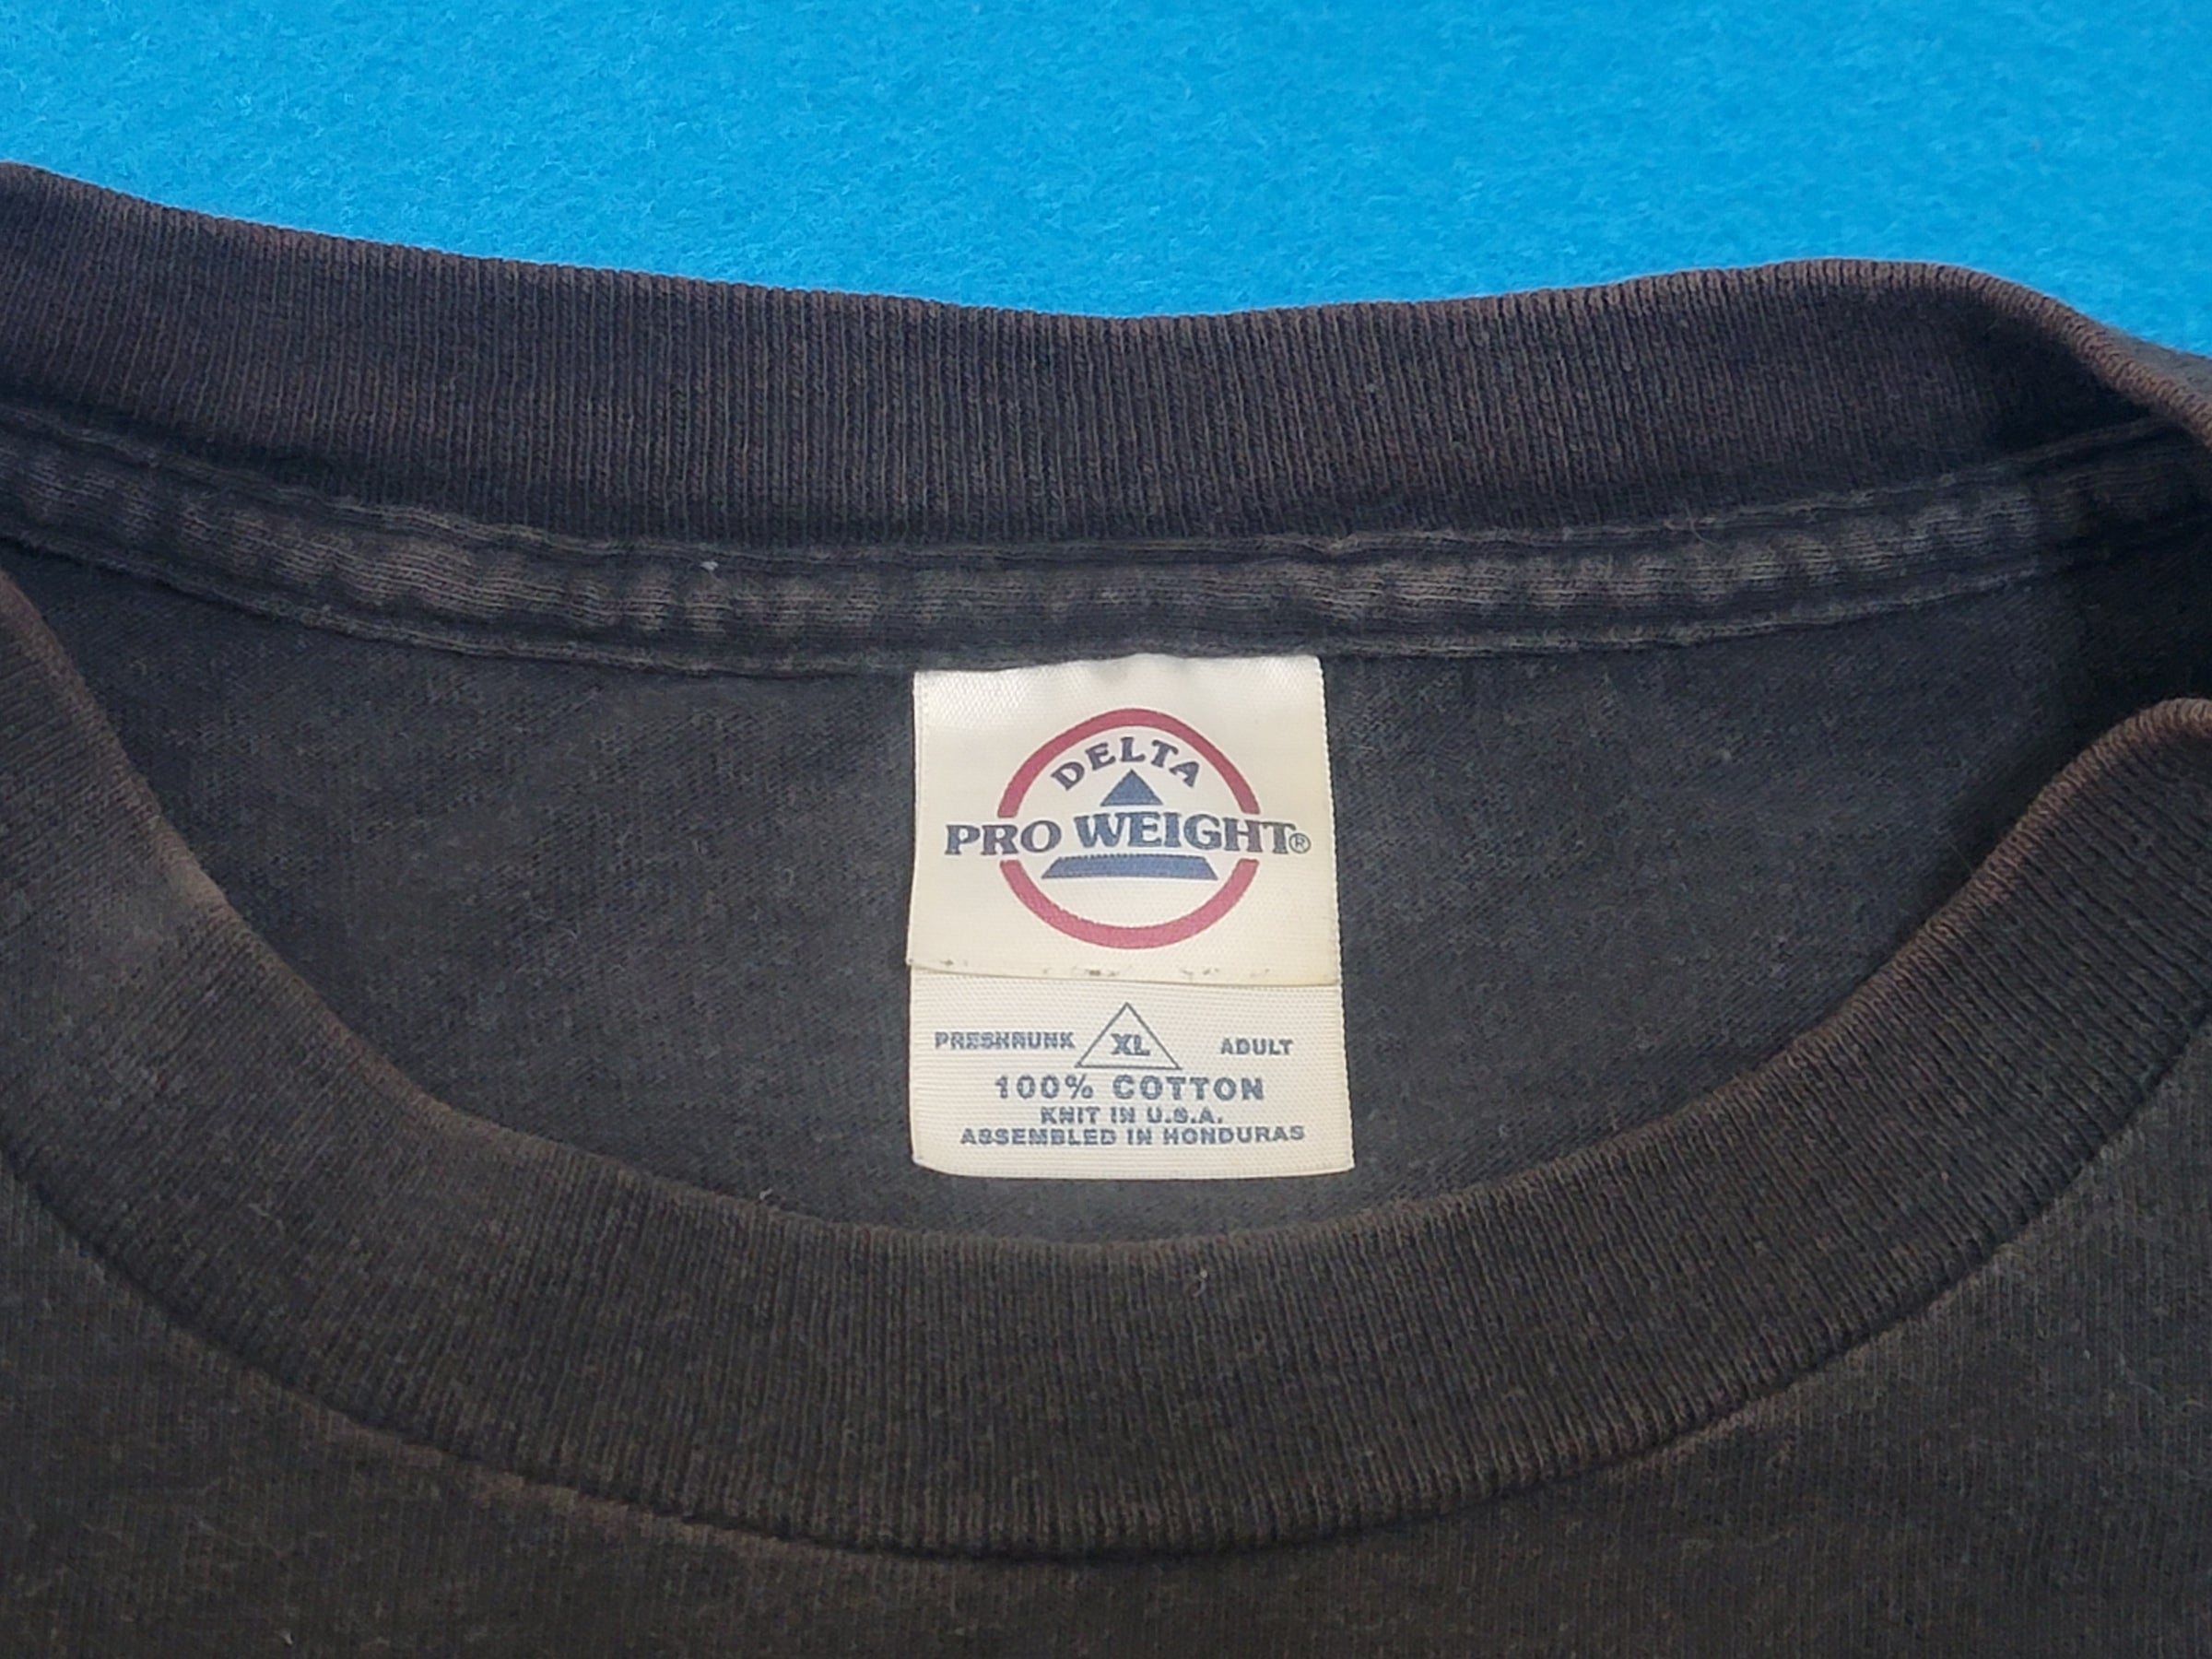 DELTA
PRO WEIGHT®
PRESHRUNK XL ADULT
100% COTTON
KNIT IN U.S.A.
ASSEMBLED IN HONDURAS